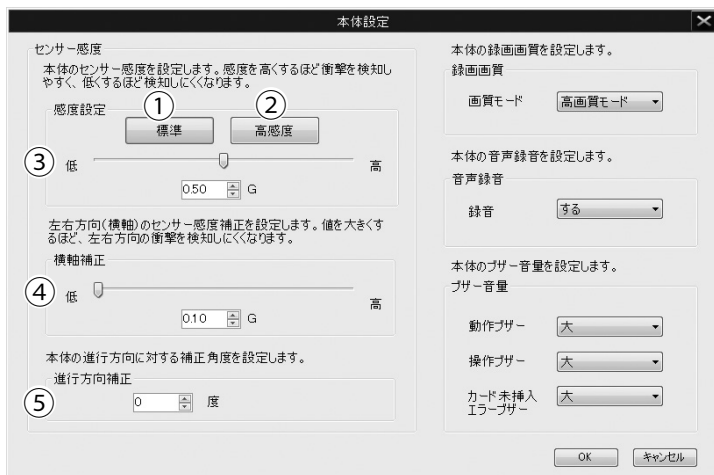 本体設定
センサー感度
本体のセンサー感度を設定します。感度を高くするほど衝撃を検知し
やすく、低くするほど検知しにくくなります。
感度設定
① ②
標準 高感度
③ 低 高
0.50 G
左右方向(横軸)のセンサー感度補正を設定します。値を大きくす
るほど、左右方向の衝撃を検知しにくくなります。
横軸補正
④ 低 高
0.10 G
本体の進行方向に対する補正角度を設定します。
進行方向補正
⑤ 0 度
本体の録画画質を設定します。
録画画質
画質モード 高画質モード
本体の音声録音を設定します。
音声録音
録音 する
本体のブザー音量を設定します。
ブザー音量
動作ブザー 大
操作ブザー 大
カード未挿入 大
エラーブザー
OK キャンセル